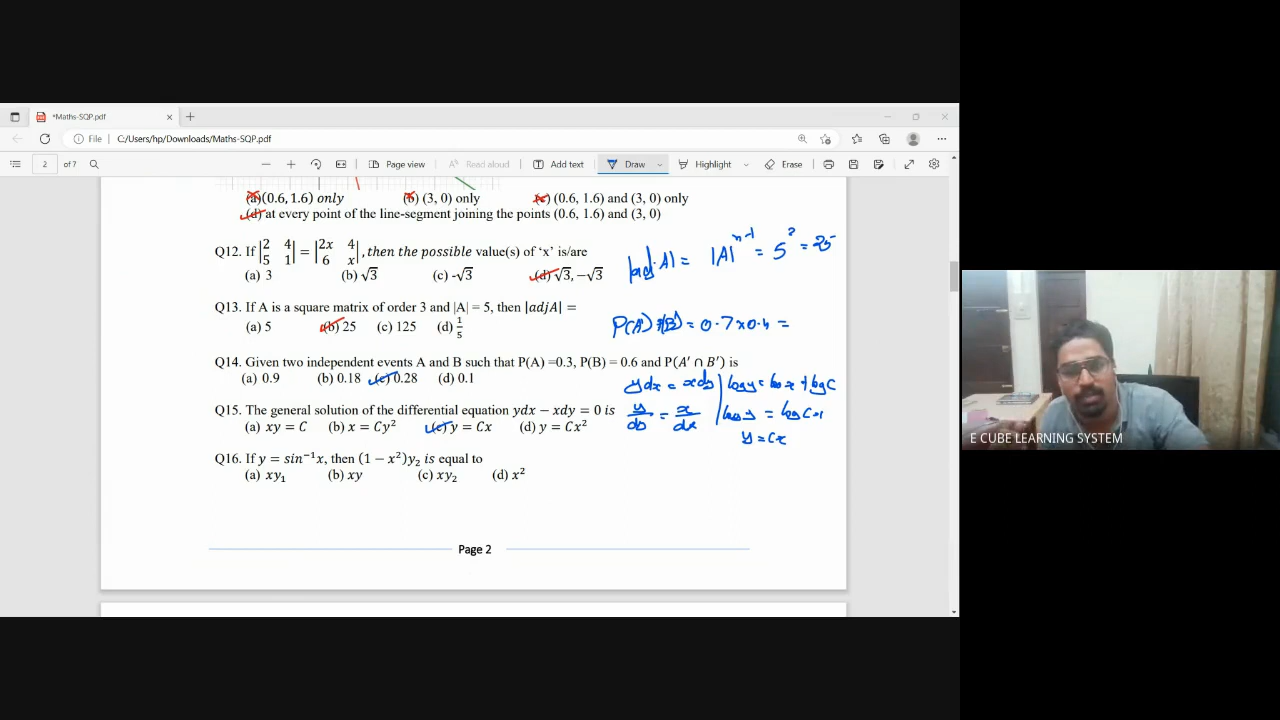 *Maths-SQP.pdf
File C:/Users/hp/Downloads/Maths-SQP.pdf
2 of 7 Page view Read aloud Add text Draw Highlight Erase
(a)(0.6, 1.6) only (b) (3, 0) only (c) (0.6, 1.6) and (3, 0) only
(d) at every point of the line-segment joining the points (0.6, 1.6) and (3, 0)
Q12. If |2 4; 5 1| = |2x 4; 6 x|, then the possible value(s) of ‘x’ is/are
(a) 3 (b) √3 (c) -√3 (d) √3, −√3
|adj A| = |A|ⁿ⁻¹ = 5² = 25
Q13. If A is a square matrix of order 3 and |A| = 5, then |adjA| =
(a) 5 (b) 25 (c) 125 (d) 1/5
P(A') P(B') = 0.7 x 0.4 =
Q14. Given two independent events A and B such that P(A) =0.3, P(B) = 0.6 and P(A′ ∩ B′) is
(a) 0.9 (b) 0.18 (c) 0.28 (d) 0.1
ydx = xdy log y = log x + log C
Q15. The general solution of the differential equation ydx − xdy = 0 is
(a) xy = C (b) x = Cy² (c) y = Cx (d) y = Cx²
y/dy = x/dx log y = log Cx
y = Cx
Q16. If y = sin⁻¹x, then (1 − x²)y₂ is equal to
(a) xy₁ (b) xy (c) xy₂ (d) x²
Page 2
E CUBE LEARNING SYSTEM